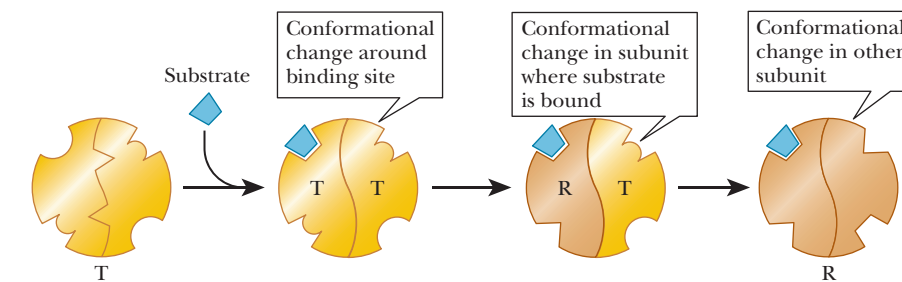 Conformational
change around
binding site
Conformational
change in subunit
where substrate
is bound
Conformational
change in other
subunit
Substrate
T
T
T
R
T
R